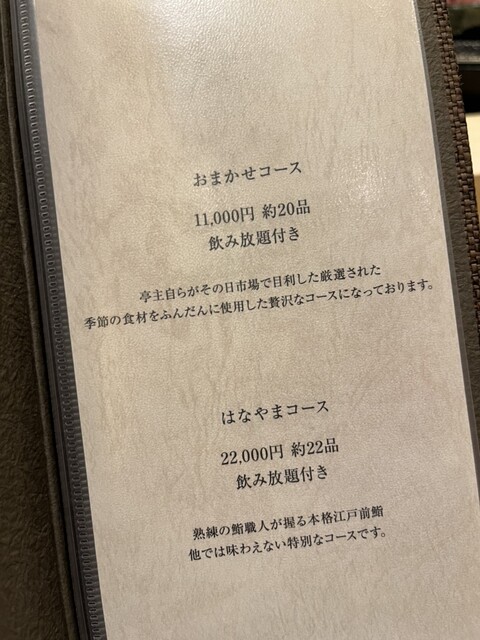 おまかせコース
11,000円 約20品
飲み放題付き
亭主自らがその日市場で目利した厳選された
季節の食材をふんだんに使用した贅沢なコースになっております。
はなやまコース
22,000円 約22品
飲み放題付き
熟練の鮨職人が握る本格江戸前鮨
他では味わえない特別なコースです。